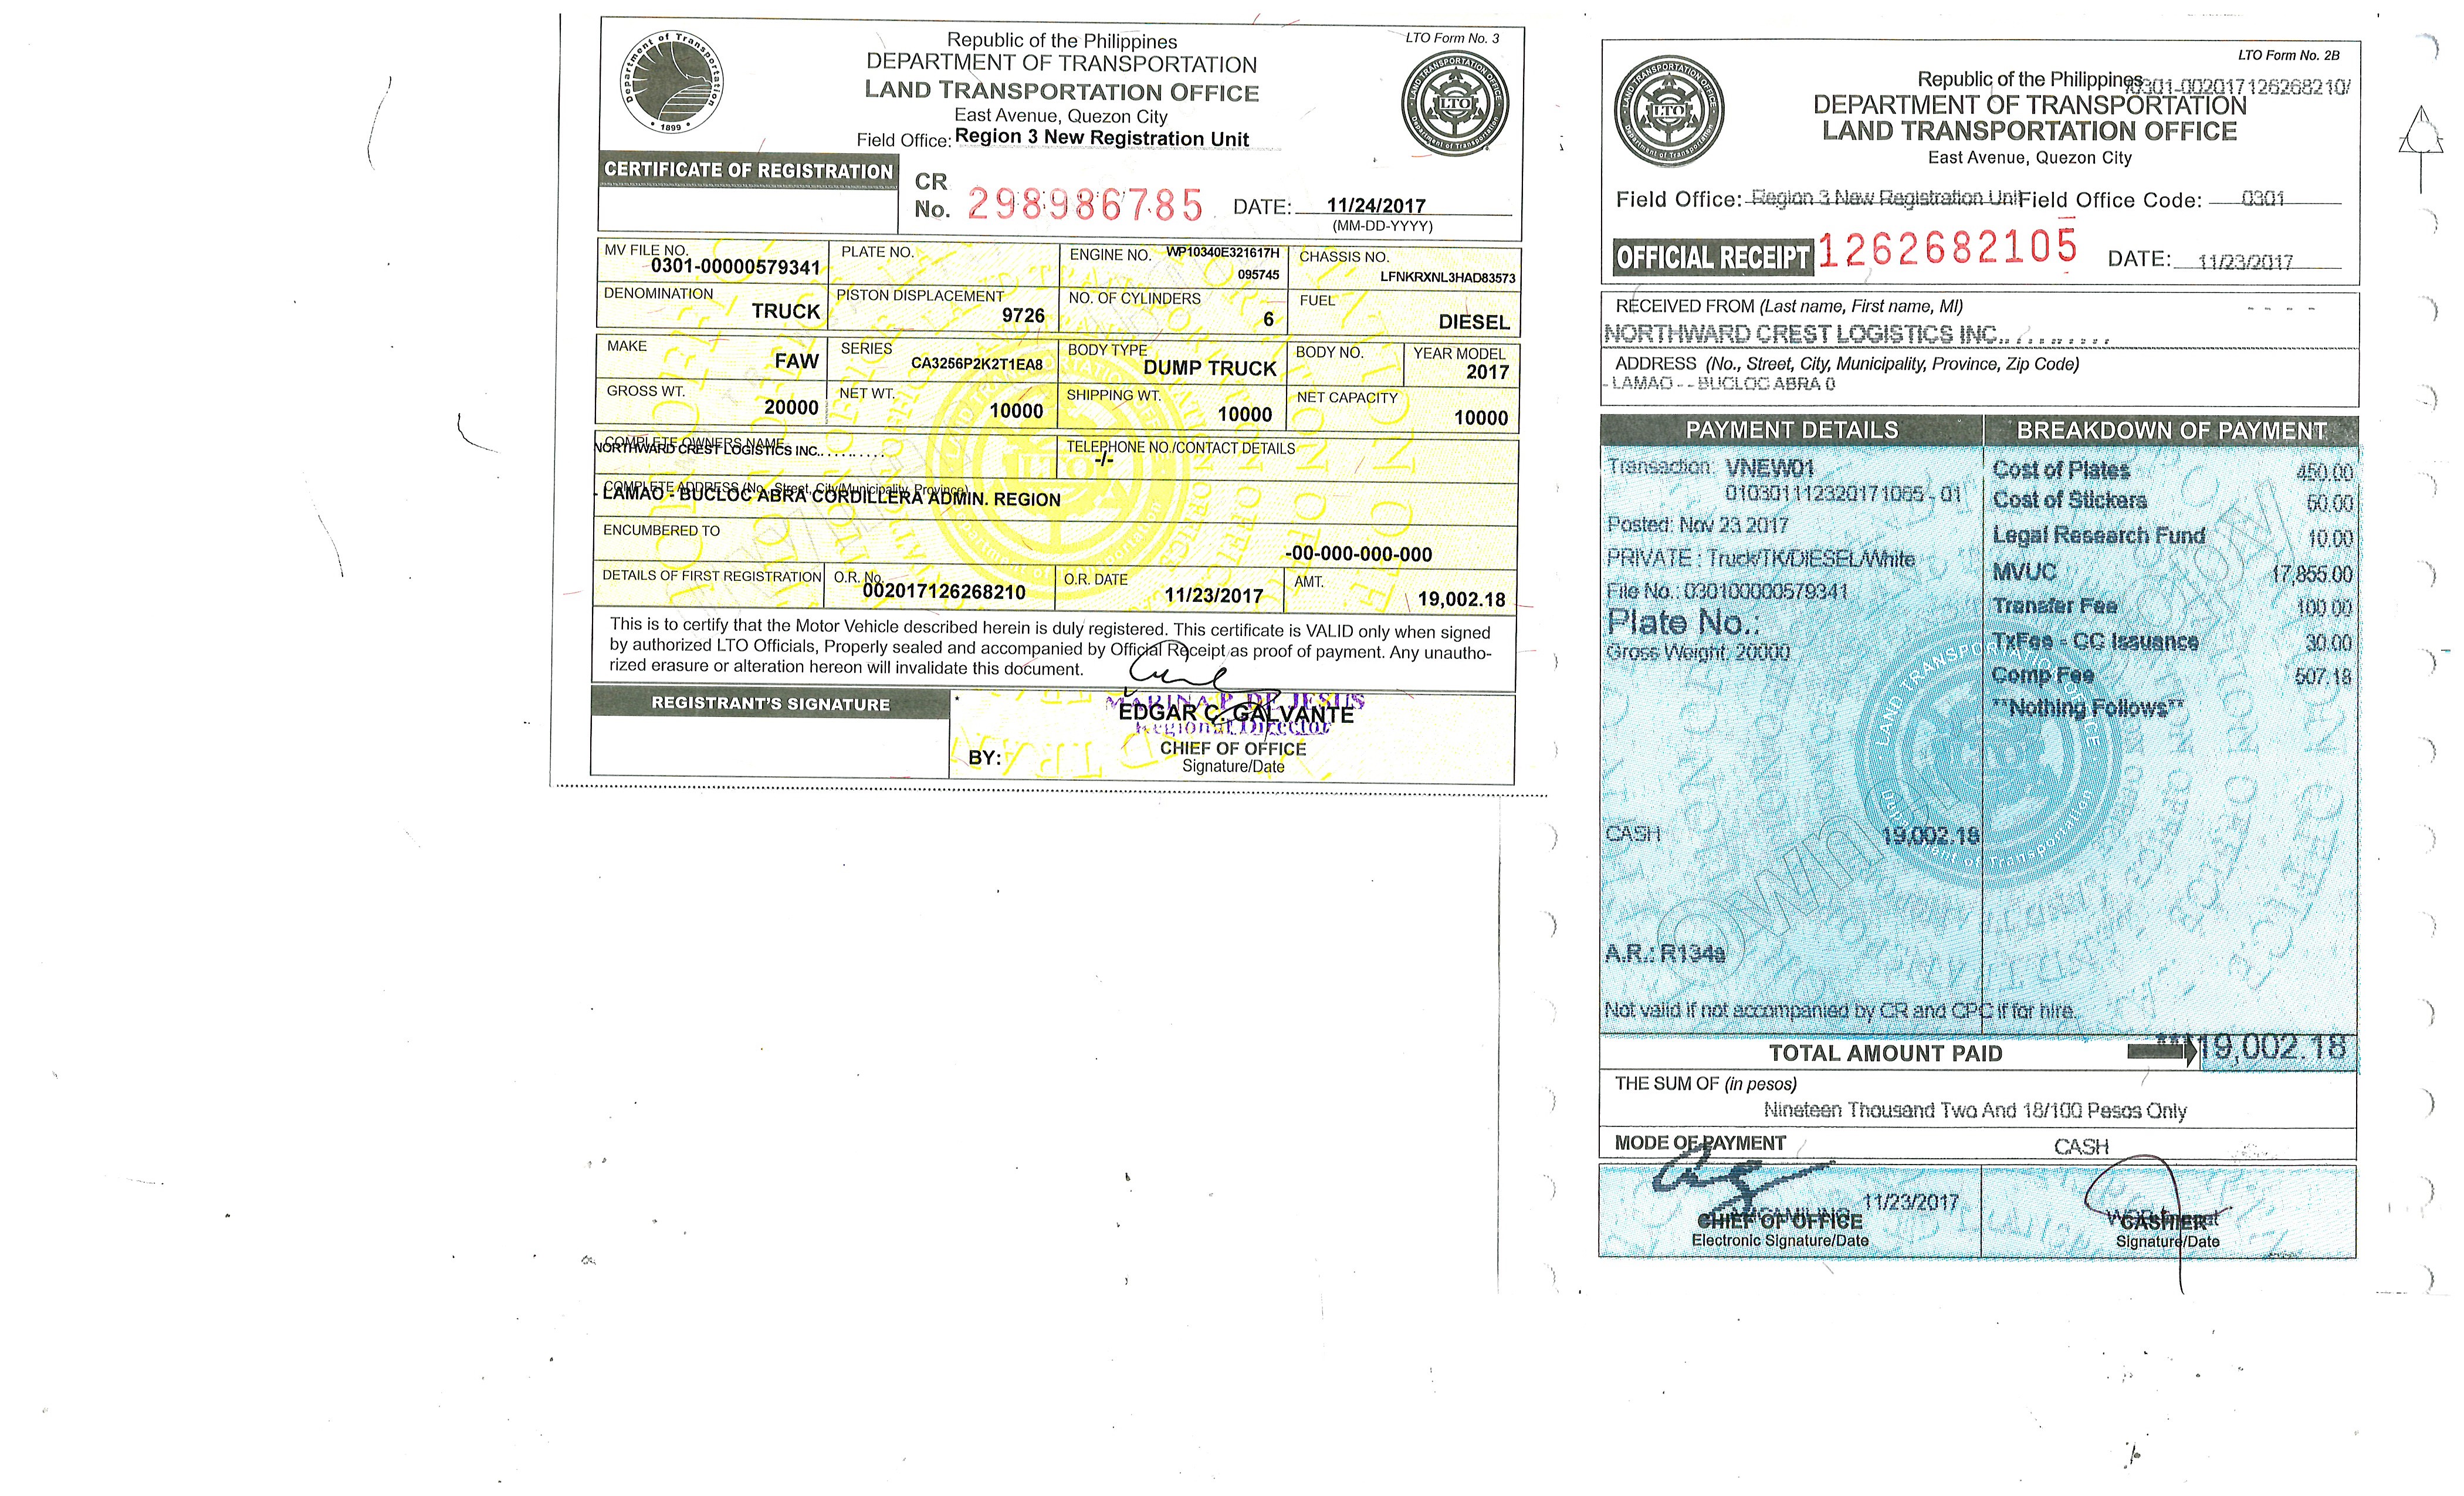 LTO Form No. 3
Republic of the Philippines
DEPARTMENT OF TRANSPORTATION
LAND TRANSPORTATION OFFICE
East Avenue, Quezon City
Field Office: Region 3 New Registration Unit
Department of Transportation
1899
LAND TRANSPORTATION OFFICE
LTO
Department of Transportation
CERTIFICATE OF REGISTRATION
CR No. 298986785
DATE: 11/24/2017
(MM-DD-YYYY)
MV FILE NO. 0301-00000579341
PLATE NO.
ENGINE NO. WP10340E321617H
095745
CHASSIS NO. LFNKRXNL3HAD83573
DENOMINATION TRUCK
PISTON DISPLACEMENT 9726
NO. OF CYLINDERS 6
FUEL DIESEL
MAKE FAW
SERIES CA3256P2K2T1EA8
BODY TYPE DUMP TRUCK
BODY NO.
YEAR MODEL 2017
GROSS WT. 20000
NET WT. 10000
SHIPPING WT. 10000
NET CAPACITY 10000
COMPLETE OWNERS NAME
NORTHWARD CREST LOGISTICS INC.. . . . .. . . . .
TELEPHONE NO./CONTACT DETAILS
-/-
COMPLETE ADDRESS (No., Street, City/Municipality, Province)
- LAMAO - BUCLOC ABRA CORDILLERA ADMIN. REGION
ENCUMBERED TO
-00-000-000-000
DETAILS OF FIRST REGISTRATION
O.R. No. 002017126268210
O.R. DATE 11/23/2017
AMT. 19,002.18
This is to certify that the Motor Vehicle described herein is duly registered. This certificate is VALID only when signed
by authorized LTO Officials, Properly sealed and accompanied by Official Receipt as proof of payment. Any unautho-
rized erasure or alteration hereon will invalidate this document.
REGISTRANT'S SIGNATURE
*
MARINA P. DE JESUS
EDGAR C. GALVANTE
Regional Director
CHIEF OF OFFICE
BY:
Signature/Date
LTO Form No. 2B
Republic of the Philippines
0301-002017126268210/
DEPARTMENT OF TRANSPORTATION
LAND TRANSPORTATION OFFICE
East Avenue, Quezon City
LAND TRANSPORTATION OFFICE
LTO
Department of Transportation
Field Office: Region 3 New Registration Unit
Field Office Code: 0301
OFFICIAL RECEIPT 1262682105
DATE: 11/23/2017
RECEIVED FROM (Last name, First name, MI)
- - - -
NORTHWARD CREST LOGISTICS INC.
ADDRESS (No., Street, City, Municipality, Province, Zip Code)
- LAMAO - - BUCLOC ABRA 0
PAYMENT DETAILS
Transaction: VNEW01
010301112320171065 - 01
Posted: Nov 23 2017
PRIVATE : Truck/TK/DIESEL/White
File No.: 030100000579341
Plate No.:
Gross Weight: 20000
CASH 19,002.18
A.R.: R134a
BREAKDOWN OF PAYMENT
Cost of Plates 450.00
Cost of Stickers 50.00
Legal Research Fund 10.00
MVUC 17,855.00
Transfer Fee 100.00
TxFee - CC Issuance 30.00
Comp Fee 507.18
**Nothing Follows**
Not valid if not accompanied by CR and CPC if for hire.
TOTAL AMOUNT PAID ***19,002.18
THE SUM OF (in pesos)
Nineteen Thousand Two And 18/100 Pesos Only
MODE OF PAYMENT CASH
11/23/2017
CHIEF OF OFFICE
Electronic Signature/Date
CASHIER
Signature/Date